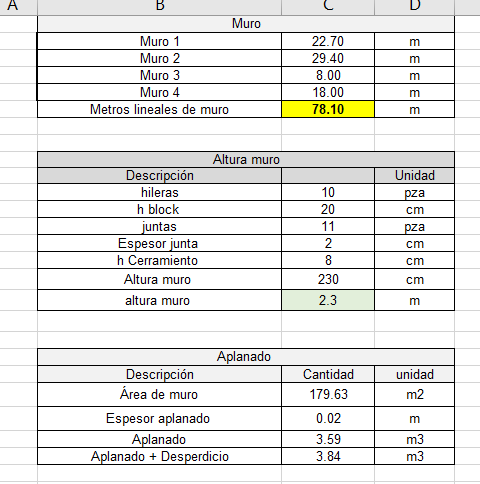 A B C D
Muro
Muro 1 22.70 m
Muro 2 29.40 m
Muro 3 8.00 m
Muro 4 18.00 m
Metros lineales de muro 78.10 m
Altura muro
Descripción Unidad
hileras 10 pza
h block 20 cm
juntas 11 pza
Espesor junta 2 cm
h Cerramiento 8 cm
Altura muro 230 cm
altura muro 2.3 m
Aplanado
Descripción Cantidad unidad
Área de muro 179.63 m2
Espesor aplanado 0.02 m
Aplanado 3.59 m3
Aplanado + Desperdicio 3.84 m3